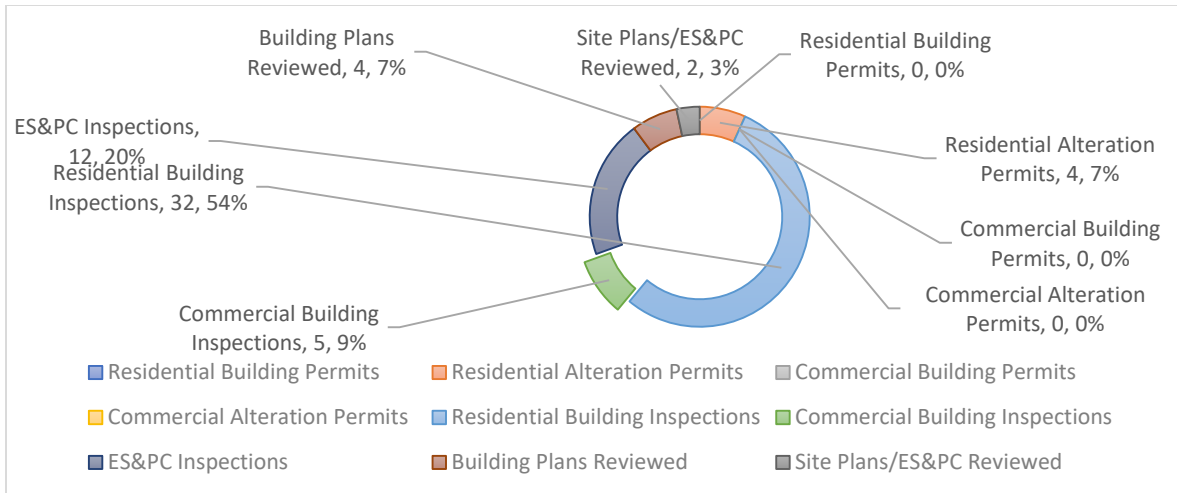 Building Plans
Reviewed, 4, 7%
Site Plans/ES&PC
Reviewed, 2, 3%
Residential Building
Permits, 0, 0%
ES&PC Inspections,
12, 20%
Residential Building
Inspections, 32, 54%
Residential Alteration
Permits, 4, 7%
Commercial Building
Permits, 0, 0%
Commercial Alteration
Permits, 0, 0%
Commercial Building
Inspections, 5, 9%
Residential Building Permits
Residential Alteration Permits
Commercial Building Permits
Commercial Alteration Permits
Residential Building Inspections
Commercial Building Inspections
ES&PC Inspections
Building Plans Reviewed
Site Plans/ES&PC Reviewed